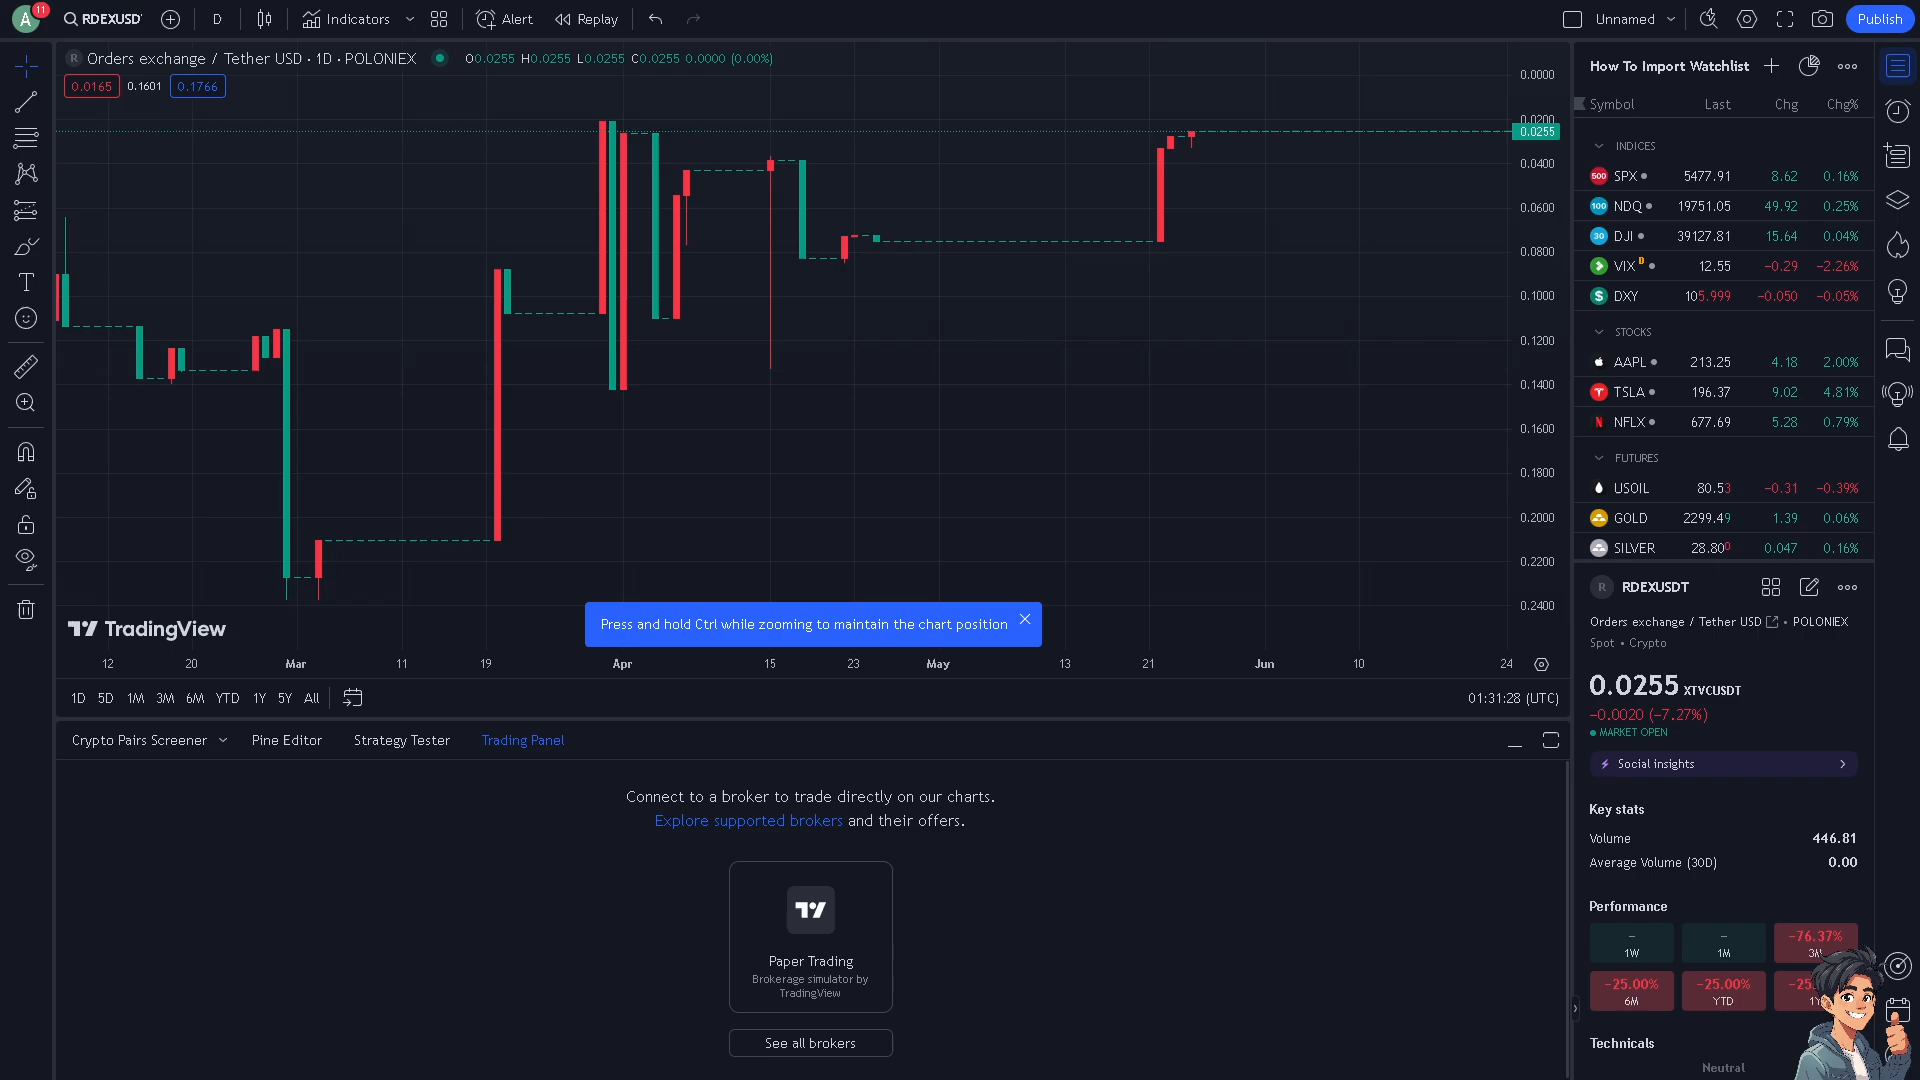 A 11 RDEXUSD' D Indicators Alert Replay Unnamed Publish
R Orders exchange / Tether USD · 1D · POLONIEX O0.0255 H0.0255 L0.0255 C0.0255 0.0000 (0.00%)
0.0165 0.1601 0.1766
0.0000
0.0200
0.0255
0.0400
0.0600
0.0800
0.1000
0.1200
0.1400
0.1600
0.1800
0.2000
0.2200
0.2400
TradingView
Press and hold Ctrl while zooming to maintain the chart position
12 20 Mar 11 19 Apr 15 23 May 13 21 Jun 10 24
1D 5D 1M 3M 6M YTD 1Y 5Y All 01:31:28 (UTC)
Crypto Pairs Screener Pine Editor Strategy Tester Trading Panel
Connect to a broker to trade directly on our charts.
Explore supported brokers and their offers.
Paper Trading
Brokerage simulator by
TradingView
See all brokers
How To Import Watchlist
Symbol Last Chg Chg%
INDICES
500 SPX 5477.91 8.62 0.16%
100 NDQ 19751.05 49.92 0.25%
30 DJI 39127.81 15.64 0.04%
VIX D 12.55 −0.29 −2.26%
$ DXY 105.999 −0.050 −0.05%
STOCKS
AAPL 213.25 4.18 2.00%
TSLA 196.37 9.02 4.81%
NFLX 677.69 5.28 0.79%
FUTURES
USOIL 80.53 −0.31 −0.39%
GOLD 2299.49 1.39 0.06%
SILVER 28.800 0.047 0.16%
R RDEXUSDT
Orders exchange / Tether USD • POLONIEX
Spot • Crypto
0.0255 XTVCUSDT
−0.0020 (−7.27%)
MARKET OPEN
Social insights
Key stats
Volume 446.81
Average Volume (30D) 0.00
Performance
– – −76.37%
1W 1M
−25.00% −25.00%
6M YTD
Technicals
Neutral